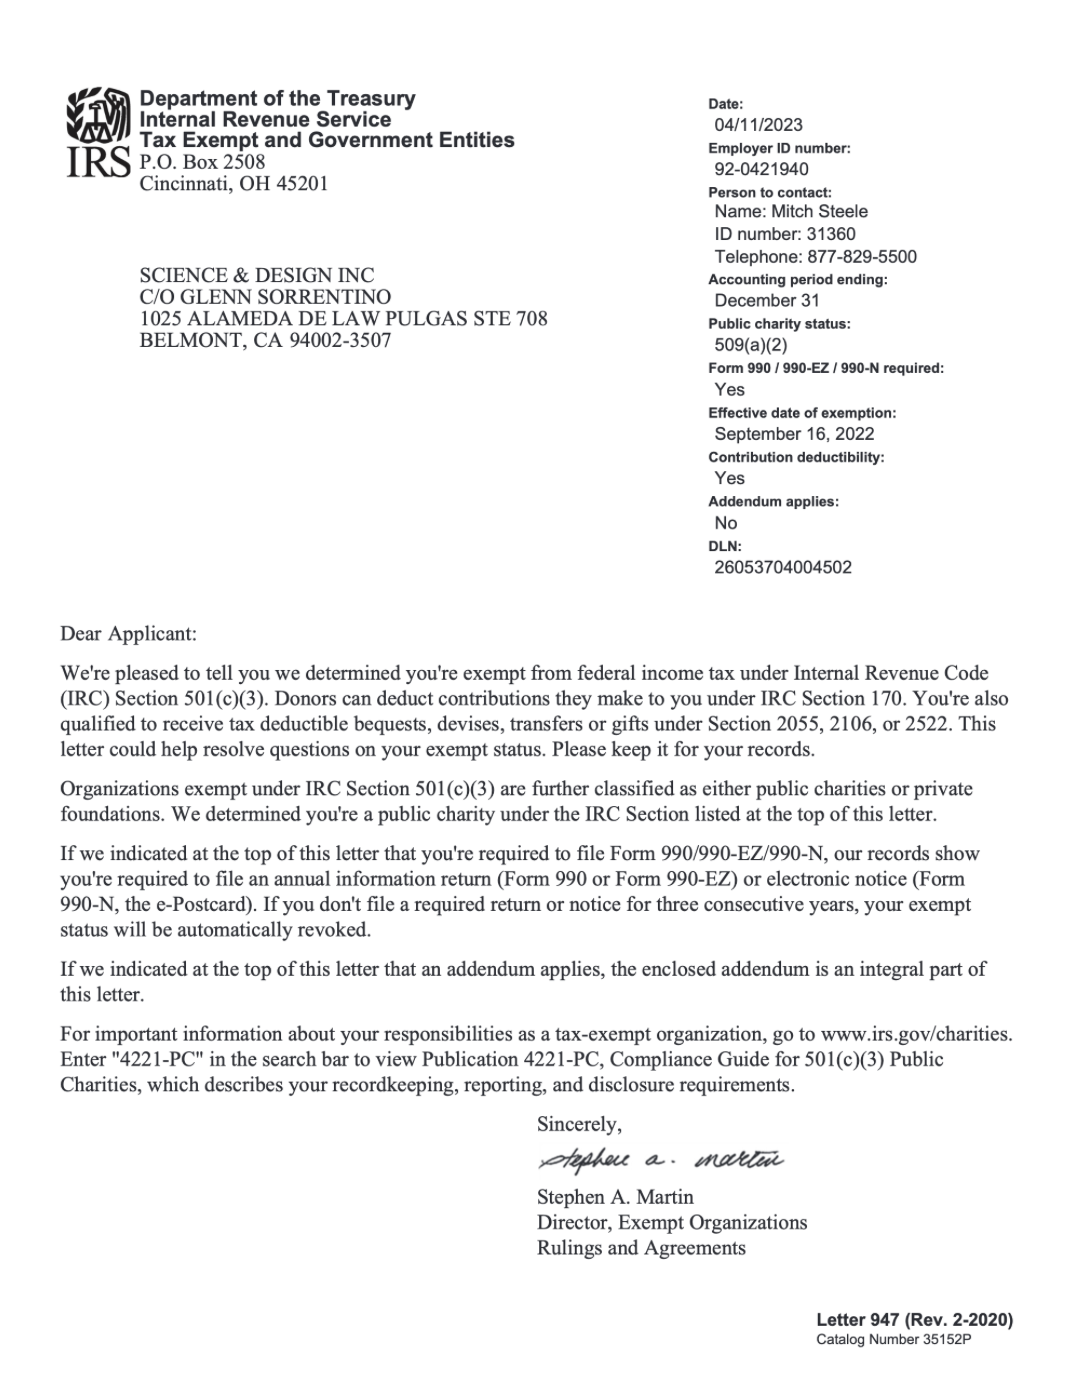 IRS
Department of the Treasury
Internal Revenue Service
Tax Exempt and Government Entities
P.O. Box 2508
Cincinnati, OH 45201
SCIENCE & DESIGN INC
C/O GLENN SORRENTINO
1025 ALAMEDA DE LAW PULGAS STE 708
BELMONT, CA 94002-3507
Date:
04/11/2023
Employer ID number:
92-0421940
Person to contact:
Name: Mitch Steele
ID number: 31360
Telephone: 877-829-5500
Accounting period ending:
December 31
Public charity status:
509(a)(2)
Form 990 / 990-EZ / 990-N required:
Yes
Effective date of exemption:
September 16, 2022
Contribution deductibility:
Yes
Addendum applies:
No
DLN:
26053704004502
Dear Applicant:
We're pleased to tell you we determined you're exempt from federal income tax under Internal Revenue Code
(IRC) Section 501(c)(3). Donors can deduct contributions they make to you under IRC Section 170. You're also
qualified to receive tax deductible bequests, devises, transfers or gifts under Section 2055, 2106, or 2522. This
letter could help resolve questions on your exempt status. Please keep it for your records.
Organizations exempt under IRC Section 501(c)(3) are further classified as either public charities or private
foundations. We determined you're a public charity under the IRC Section listed at the top of this letter.
If we indicated at the top of this letter that you're required to file Form 990/990-EZ/990-N, our records show
you're required to file an annual information return (Form 990 or Form 990-EZ) or electronic notice (Form
990-N, the e-Postcard). If you don't file a required return or notice for three consecutive years, your exempt
status will be automatically revoked.
If we indicated at the top of this letter that an addendum applies, the enclosed addendum is an integral part of
this letter.
For important information about your responsibilities as a tax-exempt organization, go to www.irs.gov/charities.
Enter "4221-PC" in the search bar to view Publication 4221-PC, Compliance Guide for 501(c)(3) Public
Charities, which describes your recordkeeping, reporting, and disclosure requirements.
Sincerely,
Stephen a. Martin
Stephen A. Martin
Director, Exempt Organizations
Rulings and Agreements
Letter 947 (Rev. 2-2020)
Catalog Number 35152P